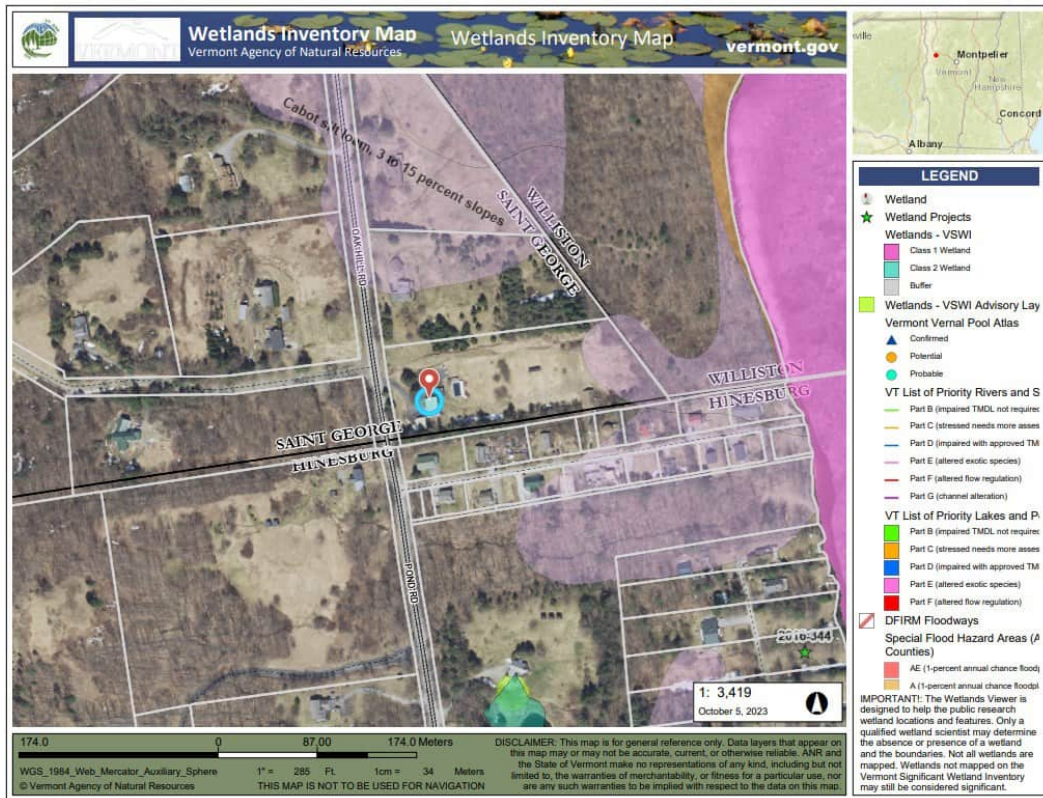 VERMONT
Wetlands Inventory Map
Vermont Agency of Natural Resources
Wetlands Inventory Map
vermont.gov
ville
Montpelier
Vermont
New
Hampshire
Concord
Albany
Cabot silt loam, 3 to 15 percent slopes
WILLISTON
SAINT GEORGE
OAK HILL RD
WILLISTON
HINESBURG
SAINT GEORGE
HINESBURG
POND RD
2016-344
1: 3,419
October 5, 2023
LEGEND
Wetland
Wetland Projects
Wetlands - VSWI
Class 1 Wetland
Class 2 Wetland
Buffer
Wetlands - VSWI Advisory Lay
Vermont Vernal Pool Atlas
Confirmed
Potential
Probable
VT List of Priority Rivers and S
Part B (impaired TMDL not required
Part C (stressed needs more asses
Part D (impaired with approved TM
Part E (altered exotic species)
Part F (altered flow regulation)
Part G (channel alteration)
VT List of Priority Lakes and P
Part B (impaired TMDL not required
Part C (stressed needs more asses
Part D (impaired with approved TM
Part E (altered exotic species)
Part F (altered flow regulation)
DFIRM Floodways
Special Flood Hazard Areas (A
Counties)
AE (1-percent annual chance floodp
A (1-percent annual chance floodpl
IMPORTANT!: The Wetlands Viewer is
designed to help the public research
wetland locations and features. Only a
qualified wetland scientist may determine
the absence or presence of a wetland
and the boundaries. Not all wetlands are
mapped. Wetlands not mapped on the
Vermont Significant Wetland Inventory
may still be considered significant.
174.0 0 87.00 174.0 Meters
WGS_1984_Web_Mercator_Auxiliary_Sphere 1" = 285 Ft. 1cm = 34 Meters
© Vermont Agency of Natural Resources THIS MAP IS NOT TO BE USED FOR NAVIGATION
DISCLAIMER: This map is for general reference only. Data layers that appear on
this map may or may not be accurate, current, or otherwise reliable. ANR and
the State of Vermont make no representations of any kind, including but not
limited to, the warranties of merchantability, or fitness for a particular use, nor
are any such warranties to be implied with respect to the data on this map.